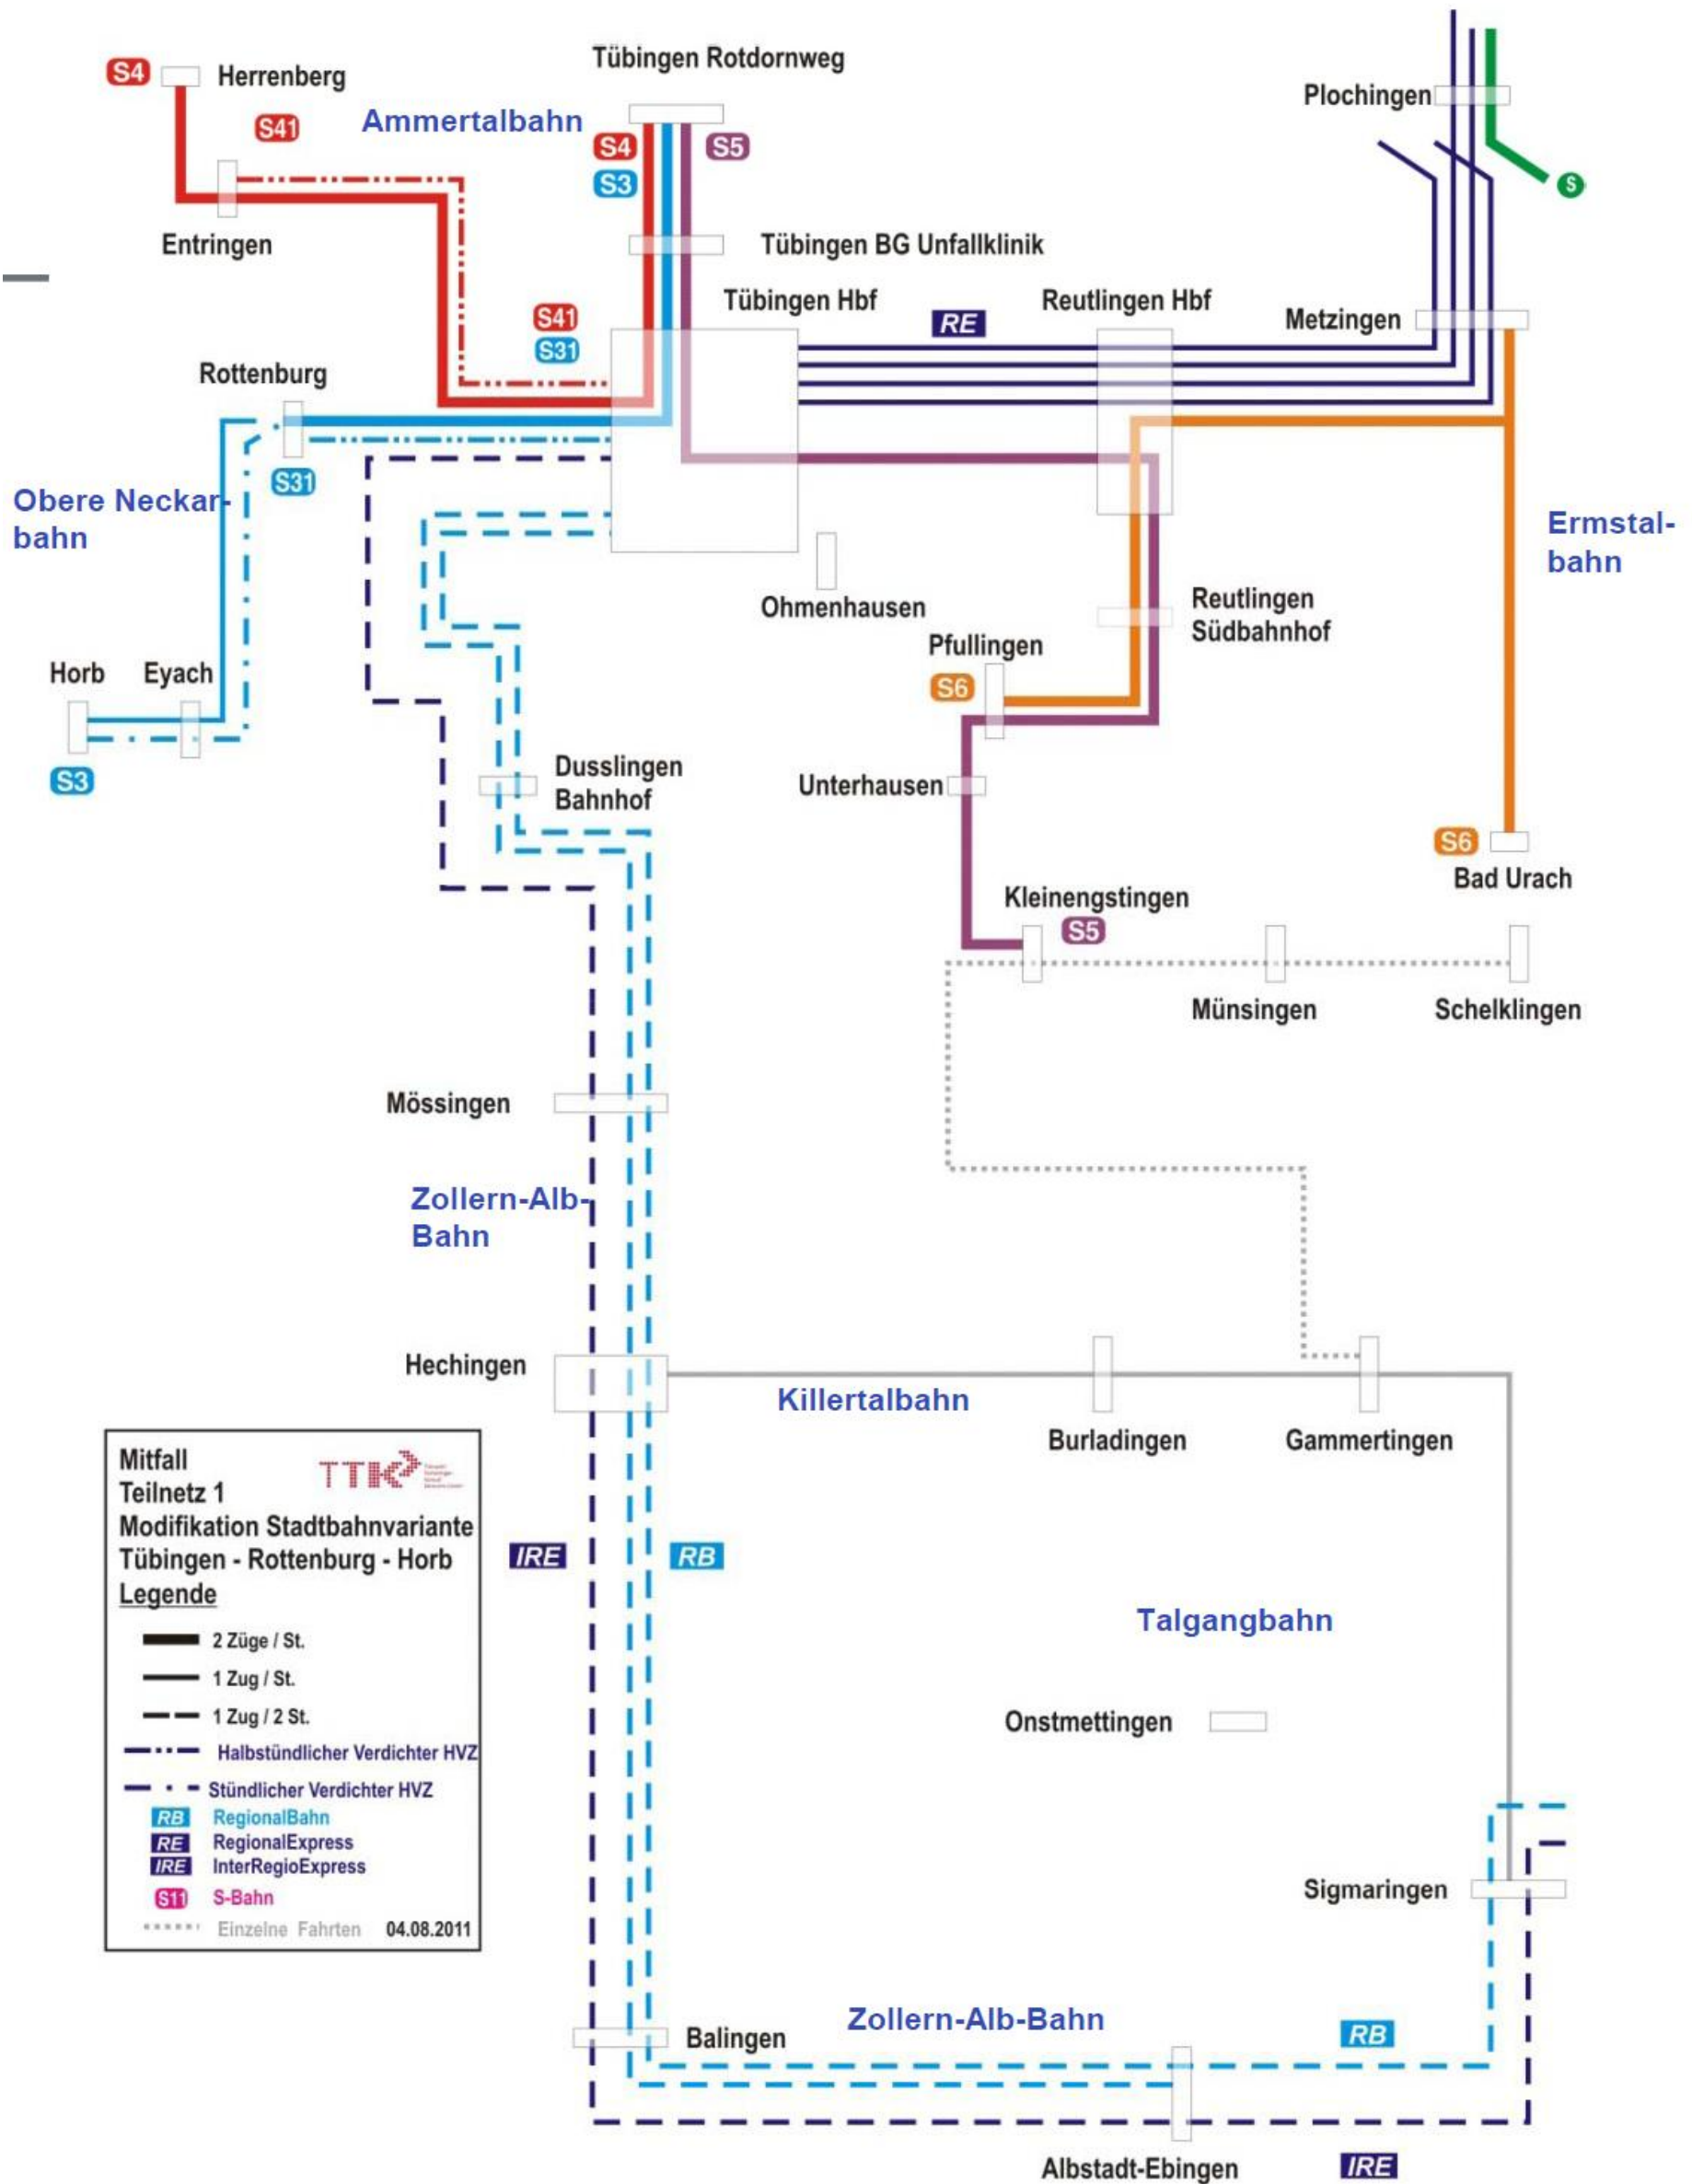 Tübingen Rotdornweg
S4
Herrenberg
Plochingen
S41
Ammertalbahn
S4
S5
S3
S
Entringen
Tübingen BG Unfallklinik
Tübingen Hbf
Reutlingen Hbf
Metzingen
S41
RE
S31
Rottenburg
S31
Obere Neckar-
bahn
Ermstal-
bahn
Ohmenhausen
Reutlingen
Südbahnhof
Pfullingen
S6
Horb
Eyach
S3
Dusslingen
Bahnhof
Unterhausen
S6
Bad Urach
Kleinengstingen
S5
Münsingen
Schelklingen
Mössingen
Zollern-Alb-
Bahn
Hechingen
Killertalbahn
Burladingen
Gammertingen
Mitfall
TTK
Teilnetz 1
Modifikation Stadtbahnvariante
Tübingen - Rottenburg - Horb
Legende
2 Züge / St.
1 Zug / St.
1 Zug / 2 St.
Halbstündlicher Verdichter HVZ
Stündlicher Verdichter HVZ
RB RegionalBahn
RE RegionalExpress
IRE InterRegioExpress
S11 S-Bahn
Einzelne Fahrten 04.08.2011
IRE
RB
Talgangbahn
Onstmettingen
Sigmaringen
Zollern-Alb-Bahn
RB
Balingen
Albstadt-Ebingen
IRE